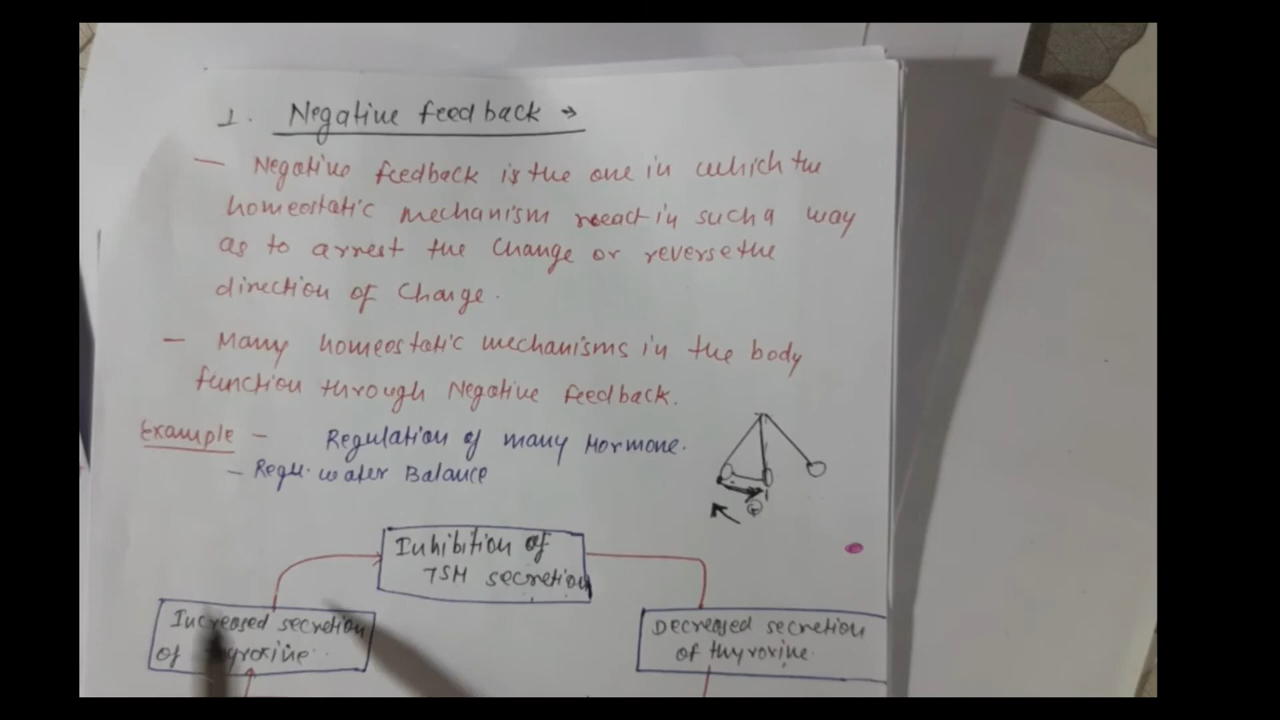 1. Negative feedback →
— Negative feedback is the one in which the
homeostatic mechanism react in such a way
as to arrest the change or reverse the
direction of change.
— Many homeostatic mechanisms in the body
function through Negative feedback.
Example — Regulation of many Hormone.
— Regu. water Balance
Inhibition of
TSH secretion
Increased secretion
of thyroxine.
Decreased secretion
of thyroxine.